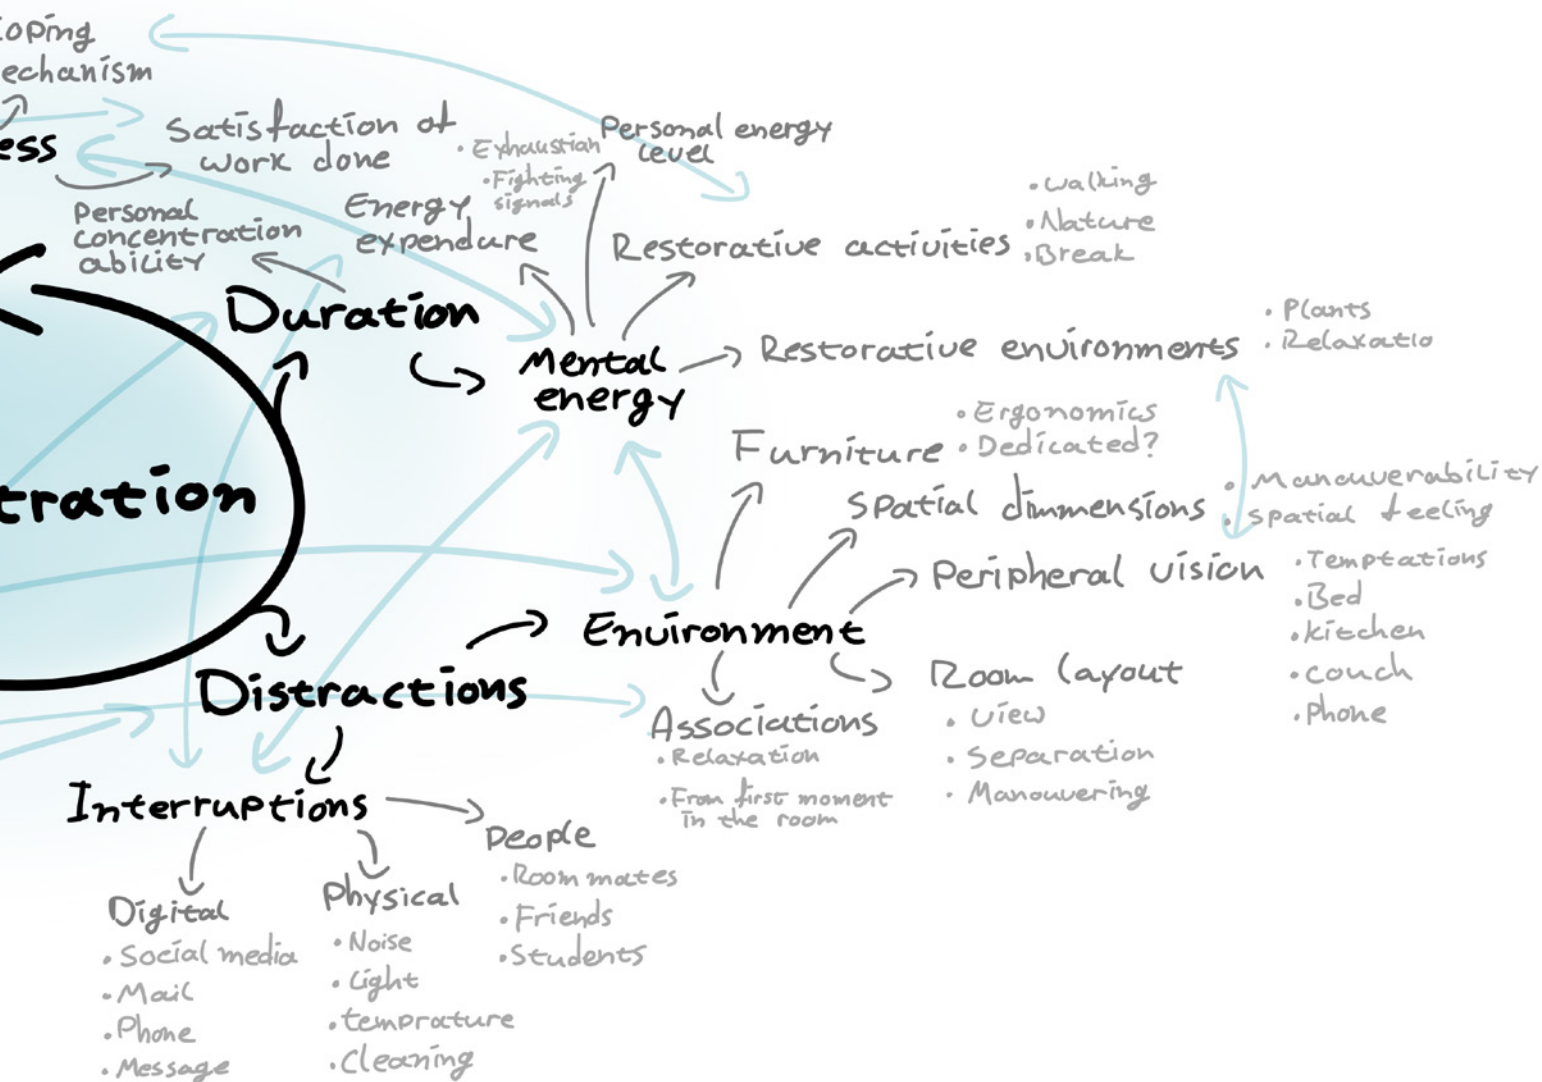 oping
echanism
ess
Satisfaction of
work done
Personal
concentration
ability
Energy
expendure
• Exhaustian
• Fighting
signals
Personal energy
level
Restorative activities
• Walking
• Nature
• Break
Duration
Mental
energy
Restorative environments
• Plants
• Relaxatio
Furniture
• Ergonomics
• Dedicated?
Spatial dimmensions
• Manouverability
• Spatial feeling
Peripheral vision
• Temptations
• Bed
• Kitchen
• Couch
• Phone
tration
Environment
Distractions
Room layout
• View
• Separation
• Manouvering
Associations
• Relaxation
• From first moment
in the room
Interruptions
People
• Room mates
• Friends
• Students
Physical
• Noise
• Light
• temprature
• Cleaning
Digital
• Social media
• Mail
• Phone
• Message